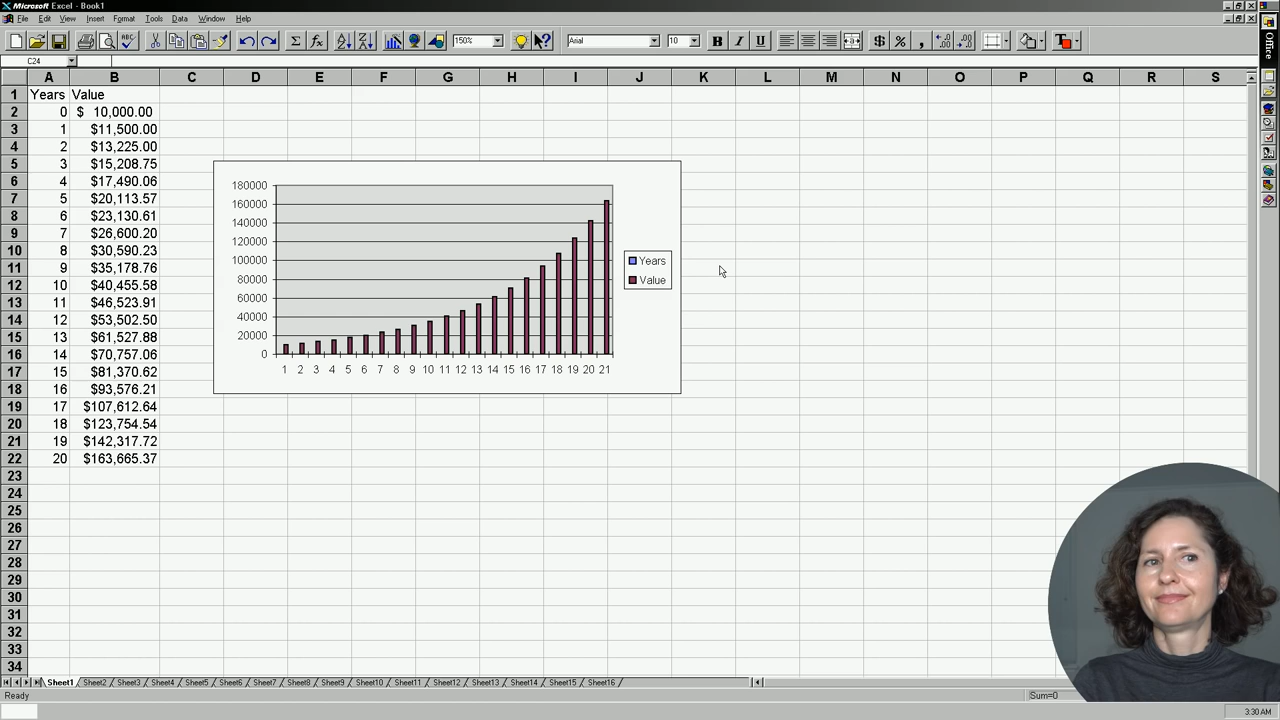 Microsoft Excel - Book1
File Edit View Insert Format Tools Data Window Help
150% Arial 10 B I U $ % ,
C24
Office
A B C D E F G H I J K L M N O P Q R S
1 Years Value
2 0 $ 10,000.00
3 1 $11,500.00
4 2 $13,225.00
5 3 $15,208.75
6 4 $17,490.06
7 5 $20,113.57
8 6 $23,130.61
9 7 $26,600.20
10 8 $30,590.23
11 9 $35,178.76
12 10 $40,455.58
13 11 $46,523.91
14 12 $53,502.50
15 13 $61,527.88
16 14 $70,757.06
17 15 $81,370.62
18 16 $93,576.21
19 17 $107,612.64
20 18 $123,754.54
21 19 $142,317.72
22 20 $163,665.37
23
24
25
26
27
28
29
30
31
32
33
34
180000
160000
140000
120000
100000
80000
60000
40000
20000
0
1 2 3 4 5 6 7 8 9 10 11 12 13 14 15 16 17 18 19 20 21
Years
Value
Sheet1 Sheet2 Sheet3 Sheet4 Sheet5 Sheet6 Sheet7 Sheet8 Sheet9 Sheet10 Sheet11 Sheet12 Sheet13 Sheet14 Sheet15 Sheet16
Ready Sum=0
3:30 AM